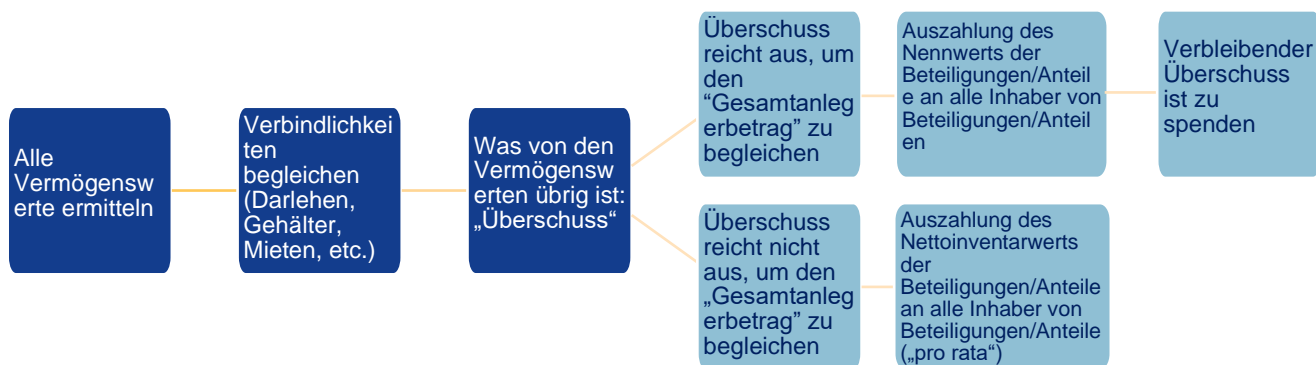 Alle
Vermögensw
erte ermitteln
Verbindlichkei
ten
begleichen
(Darlehen,
Gehälter,
Mieten, etc.)
Was von den
Vermögensw
erten übrig ist:
„Überschuss“
Überschuss
reicht aus, um
den
“Gesamtanleg
erbetrag” zu
begleichen
Auszahlung des
Nennwerts der
Beteiligungen/Anteil
e an alle Inhaber von
Beteiligungen/Anteil
en
Verbleibender
Überschuss
ist zu
spenden
Überschuss
reicht nicht
aus, um den
„Gesamtanleg
erbetrag” zu
begleichen
Auszahlung des
Nettoinventarwerts
der
Beteiligungen/Anteile
an alle Inhaber von
Beteiligungen/Anteile
(„pro rata“)